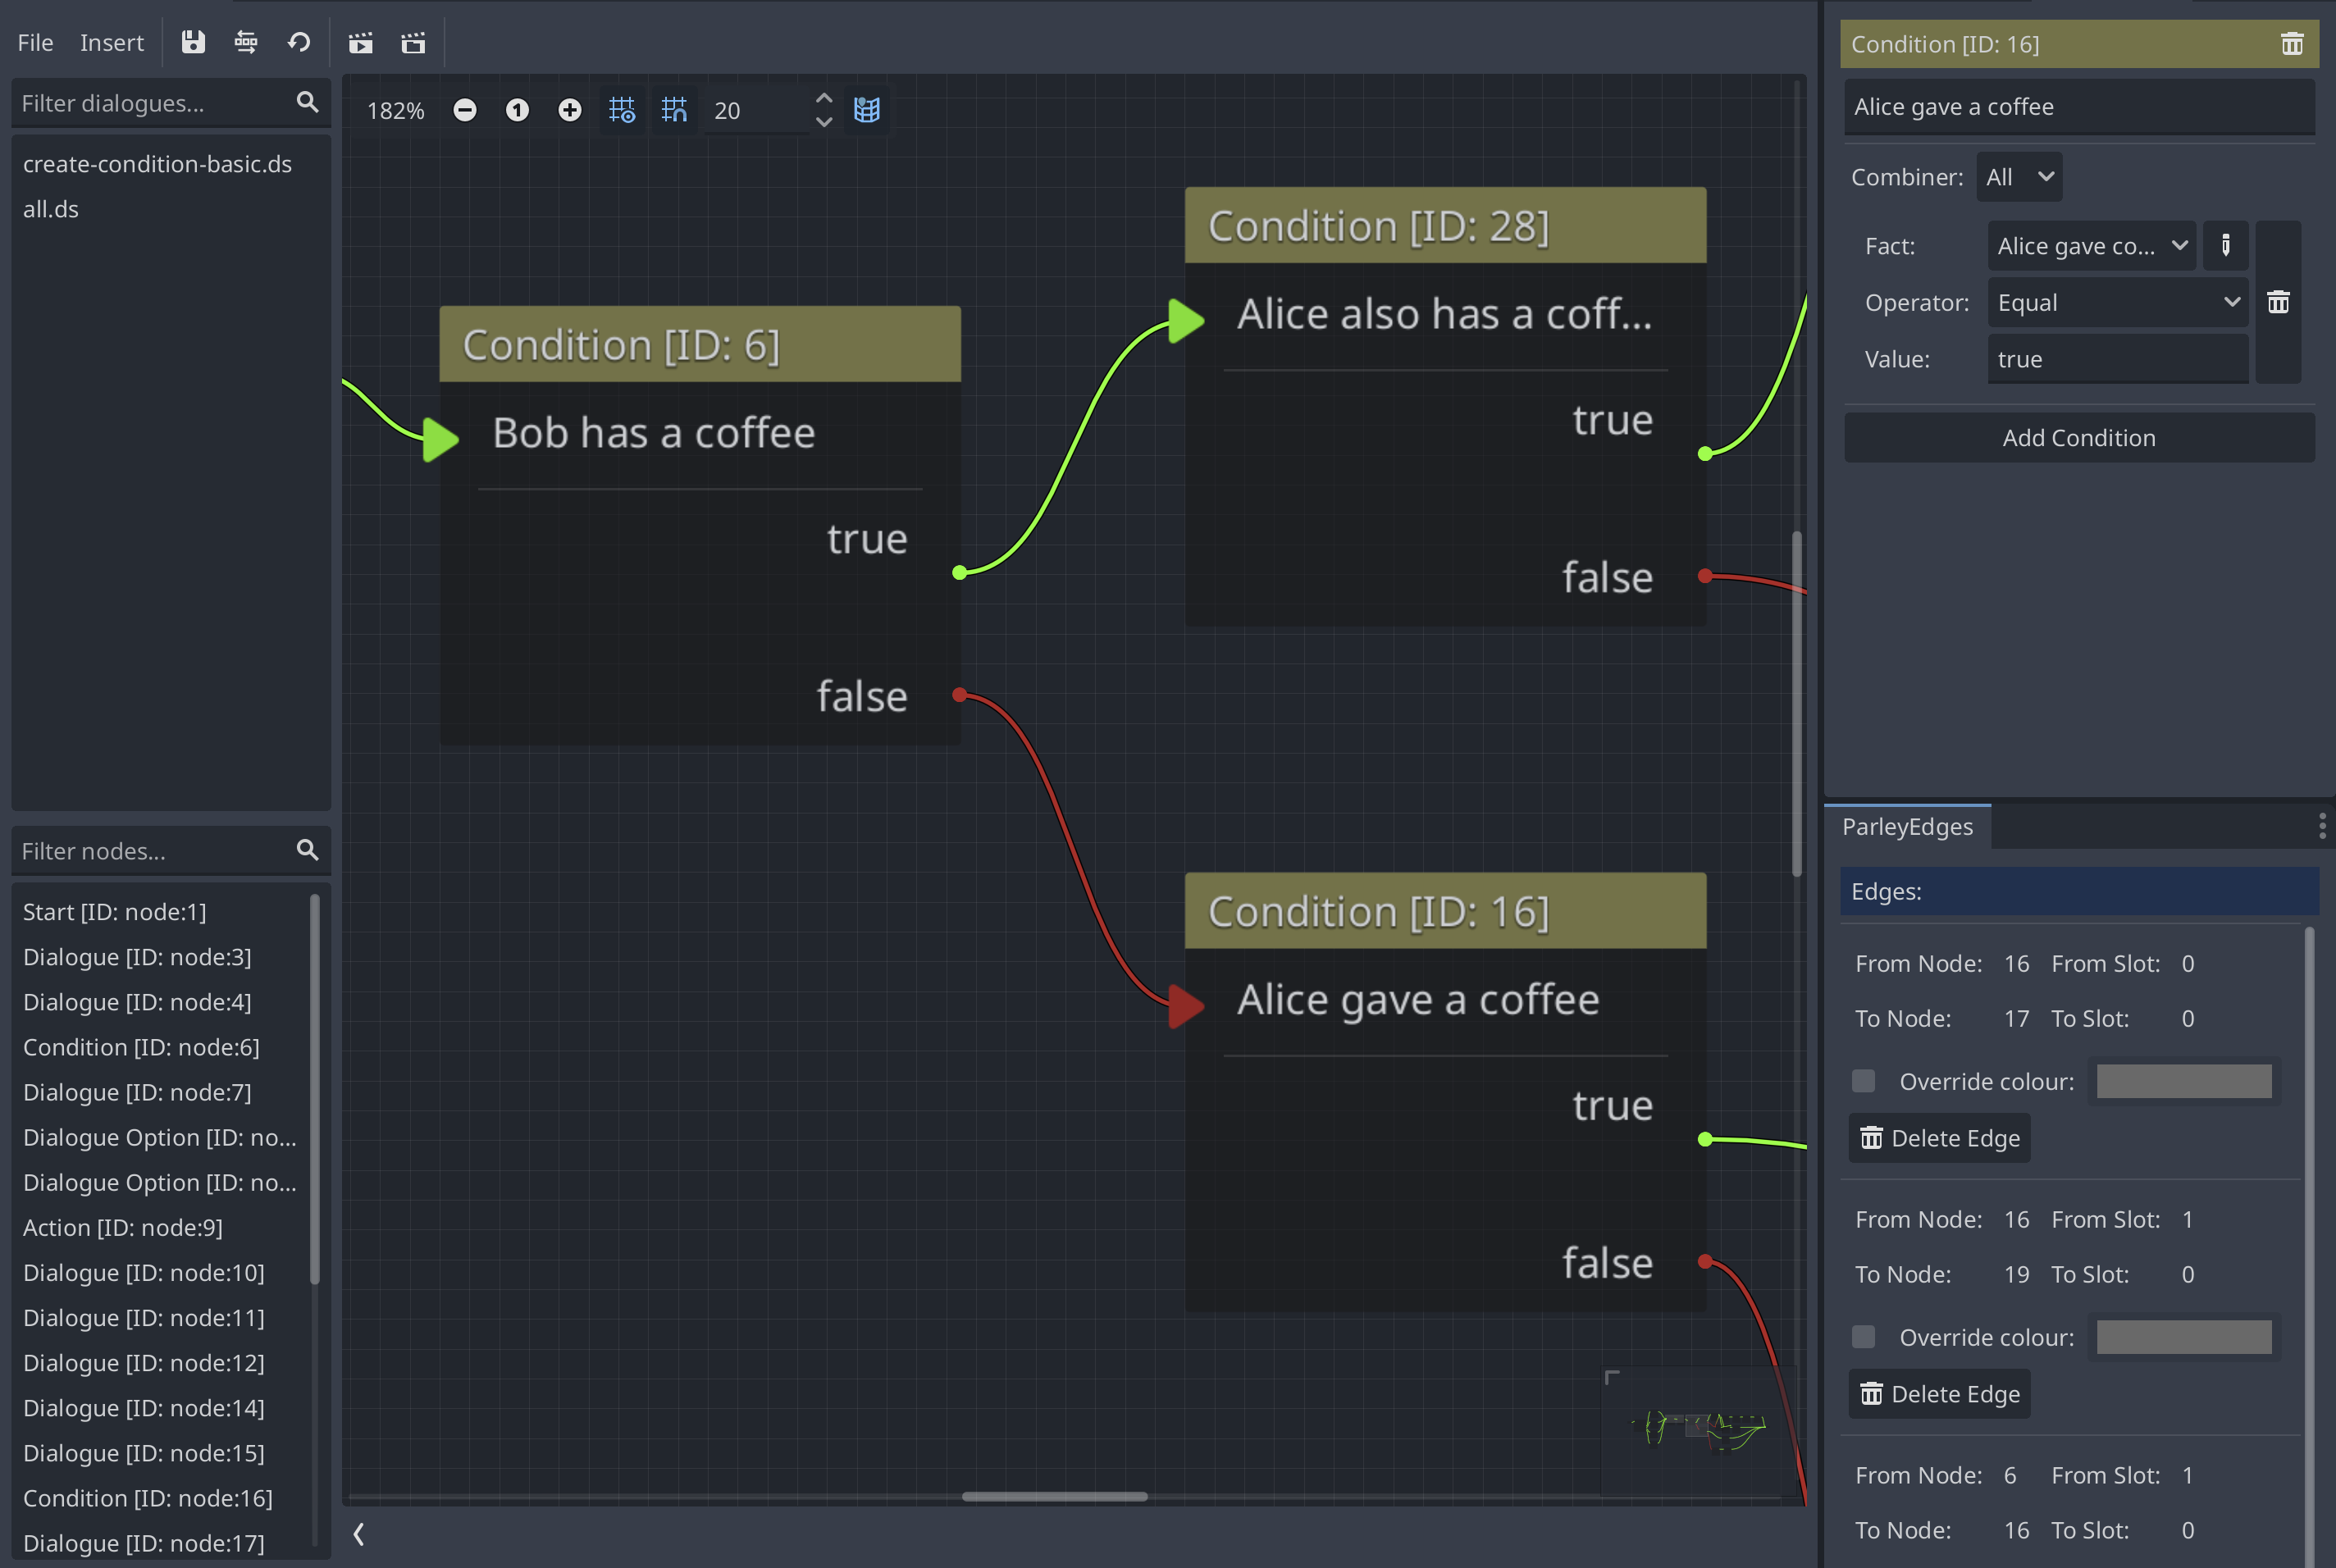 File Insert
Filter dialogues...
create-condition-basic.ds
all.ds
Filter nodes...
Start [ID: node:1]
Dialogue [ID: node:3]
Dialogue [ID: node:4]
Condition [ID: node:6]
Dialogue [ID: node:7]
Dialogue Option [ID: no...
Dialogue Option [ID: no...
Action [ID: node:9]
Dialogue [ID: node:10]
Dialogue [ID: node:11]
Dialogue [ID: node:12]
Dialogue [ID: node:14]
Dialogue [ID: node:15]
Condition [ID: node:16]
Dialogue [ID: node:17]
182% 1 20
Condition [ID: 6]
Bob has a coffee
true
false
Condition [ID: 28]
Alice also has a coff...
true
false
Condition [ID: 16]
Alice gave a coffee
true
false
Condition [ID: 16]
Alice gave a coffee
Combiner: All
Fact: Alice gave co...
Operator: Equal
Value: true
Add Condition
ParleyEdges
Edges:
From Node: 16 From Slot: 0
To Node: 17 To Slot: 0
Override colour:
Delete Edge
From Node: 16 From Slot: 1
To Node: 19 To Slot: 0
Override colour:
Delete Edge
From Node: 6 From Slot: 1
To Node: 16 To Slot: 0